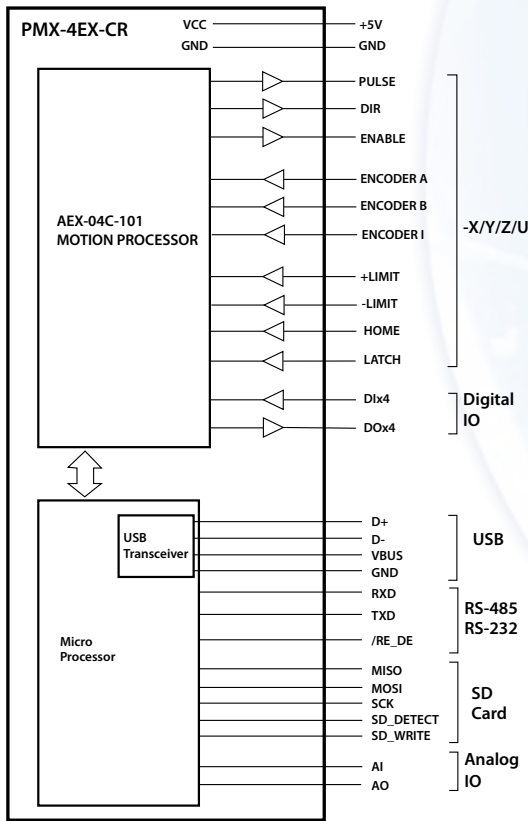 PMX-4EX-CR
VCC
+5V
GND
GND
AEX-04C-101
MOTION PROCESSOR
PULSE
DIR
ENABLE
ENCODER A
ENCODER B
ENCODER I
+LIMIT
-LIMIT
HOME
LATCH
-X/Y/Z/U
DIx4
DOx4
Digital
IO
USB
Transceiver
D+
D-
VBUS
GND
USB
Micro
Processor
RXD
TXD
/RE_DE
RS-485
RS-232
MISO
MOSI
SCK
SD_DETECT
SD_WRITE
SD
Card
AI
AO
Analog
IO